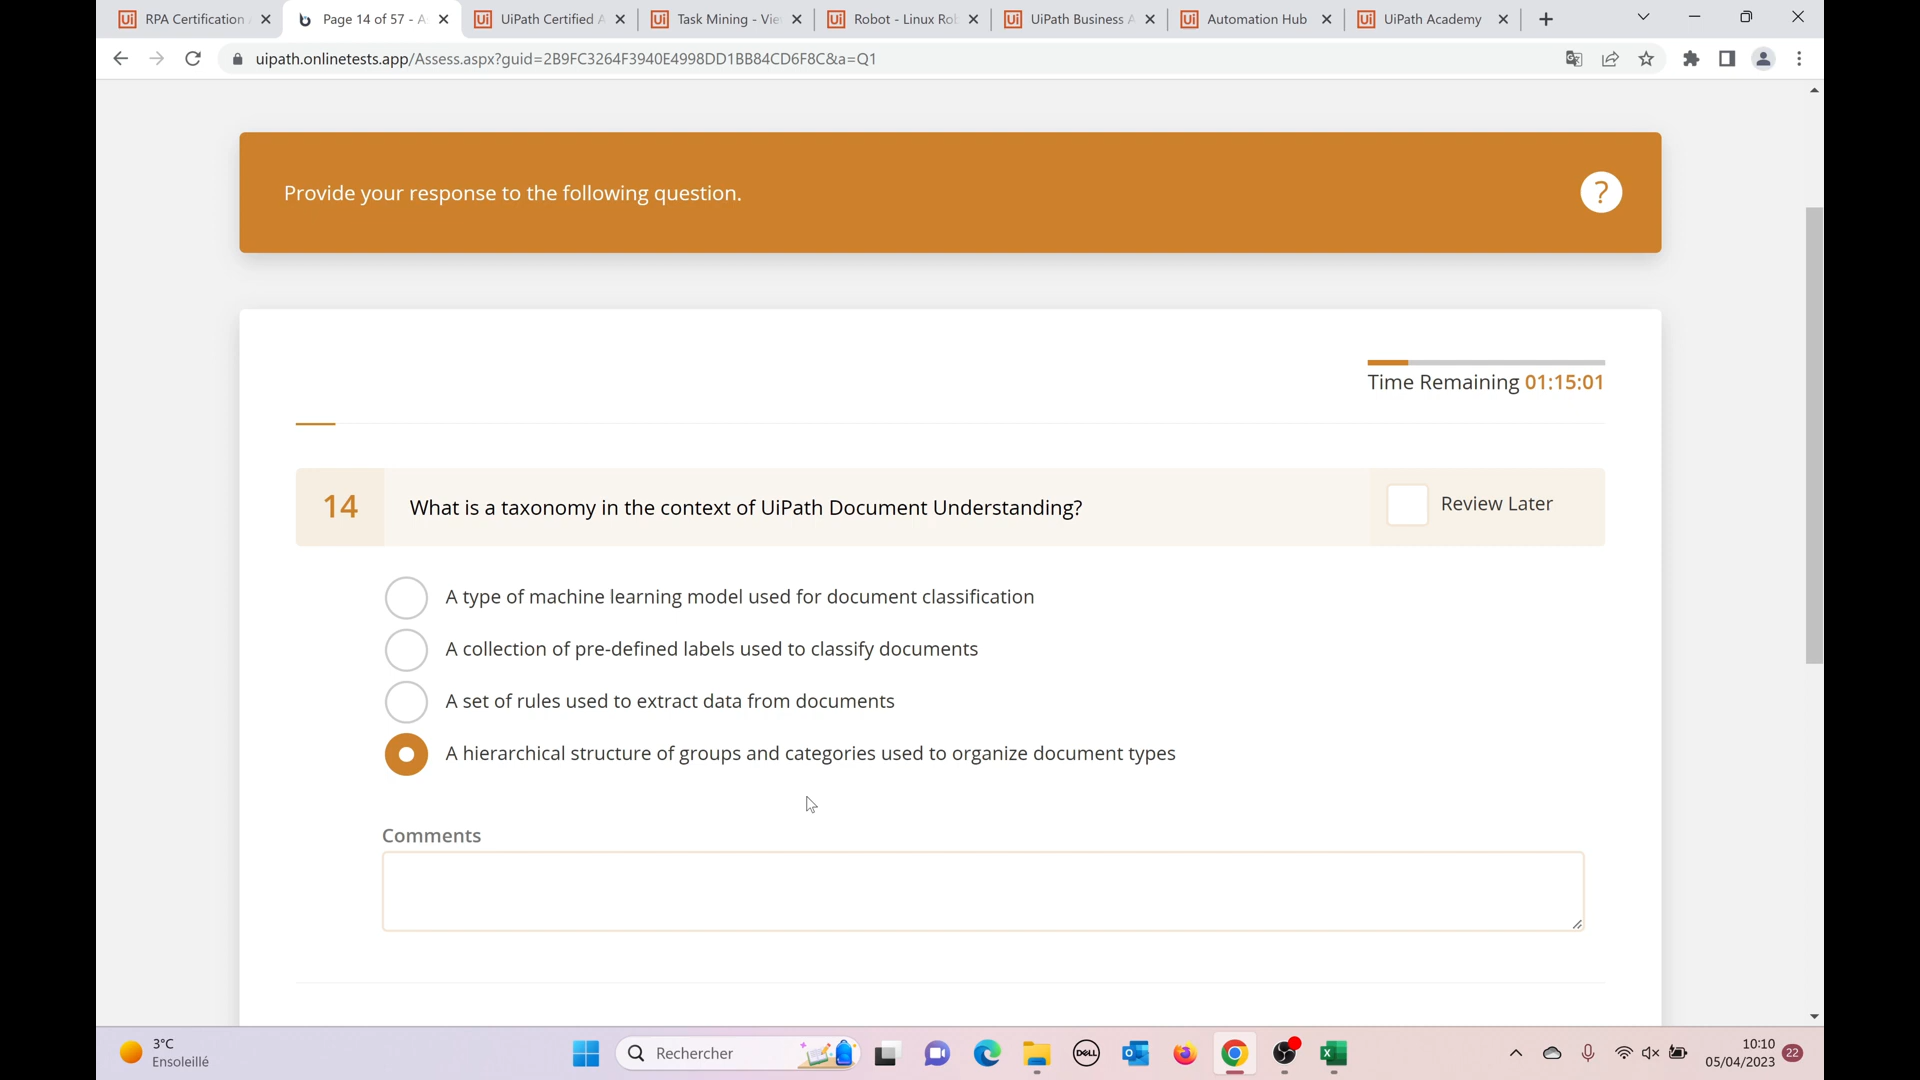 RPA Certification
Page 14 of 57 - A
UiPath Certified A
Task Mining - Vie
Robot - Linux Ro
UiPath Business A
Automation Hub
UiPath Academy
uipath.onlinetests.app/Assess.aspx?guid=2B9FC3264F3940E4998DD1BB84CD6F8C&a=Q1
Provide your response to the following question.
?
Time Remaining 01:15:01
14
What is a taxonomy in the context of UiPath Document Understanding?
Review Later
A type of machine learning model used for document classification
A collection of pre-defined labels used to classify documents
A set of rules used to extract data from documents
A hierarchical structure of groups and categories used to organize document types
Comments
3°C
Ensoleillé
Rechercher
DELL
10:10
05/04/2023
22